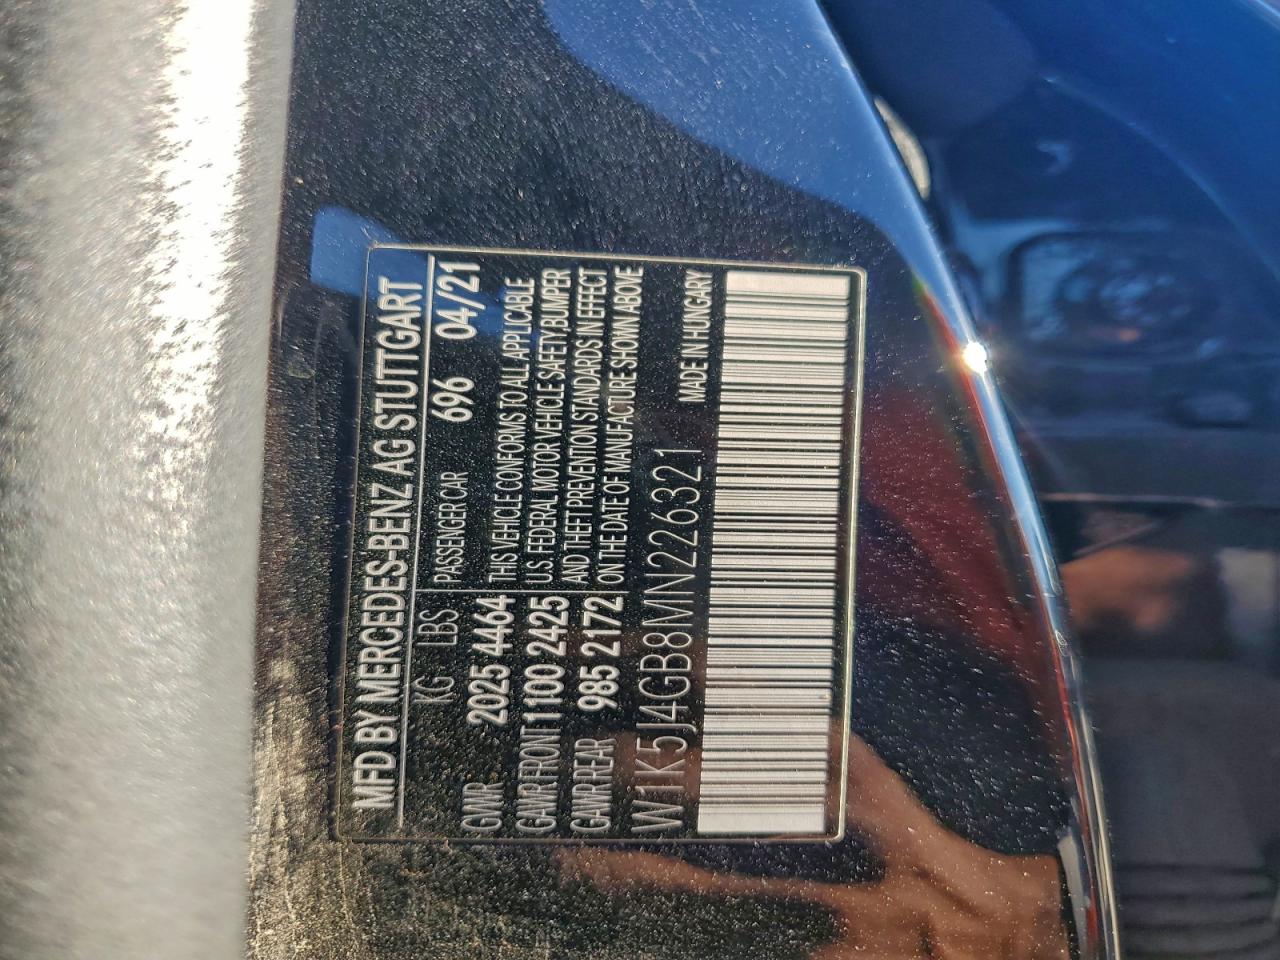 MFD BY MERCEDES-BENZ AG STUTTGART
KG LBS PASSENGER CAR 696 04/21
GVWR 2025 4464 THIS VEHICLE CONFORMS TO ALL APPLICABLE
GAWR FRONT 1100 2425 U.S. FEDERAL MOTOR VEHICLE SAFETY, BUMPER
GAWR REAR 985 2172 AND THEFT PREVENTION STANDARDS IN EFFECT
ON THE DATE OF MANUFACTURE SHOWN ABOVE
W1K5J4GB8MN226321
MADE IN HUNGARY